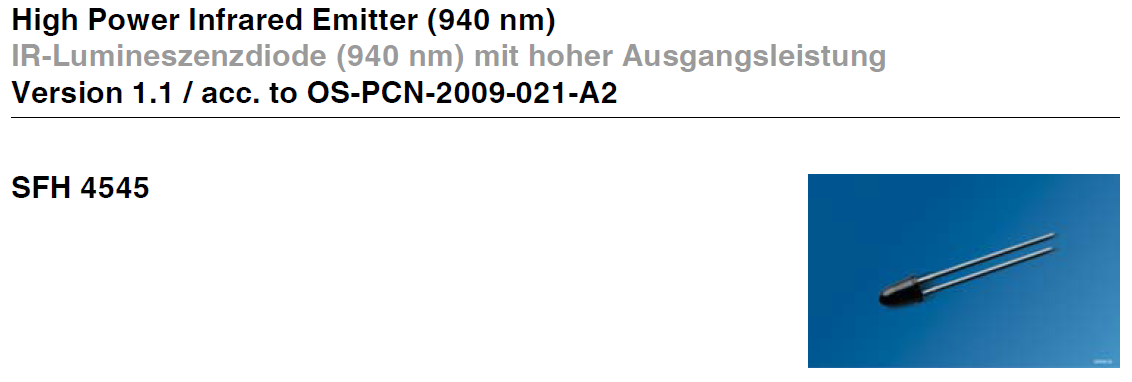 High Power Infrared Emitter (940 nm)
IR-Lumineszenzdiode (940 nm) mit hoher Ausgangsleistung
Version 1.1 / acc. to OS-PCN-2009-021-A2
SFH 4545